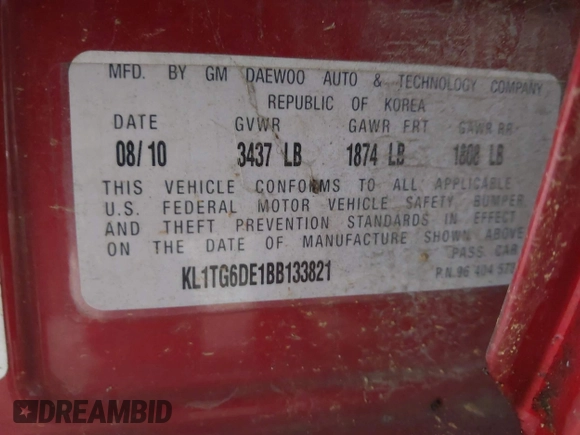 MFD. BY GM DAEWOO AUTO & TECHNOLOGY COMPANY
REPUBLIC OF KOREA
DATE GVWR GAWR FRT GAWR RR
08/10 3437 LB 1874 LB 1808 LB
THIS VEHICLE CONFORMS TO ALL APPLICABLE
U.S. FEDERAL MOTOR VEHICLE SAFETY BUMPER
AND THEFT PREVENTION STANDARDS IN EFFECT
ON THE DATE OF MANUFACTURE SHOWN ABOVE
PASS CAR
KL1TG6DE1BB133821
P.N. 96 404
DREAMBID